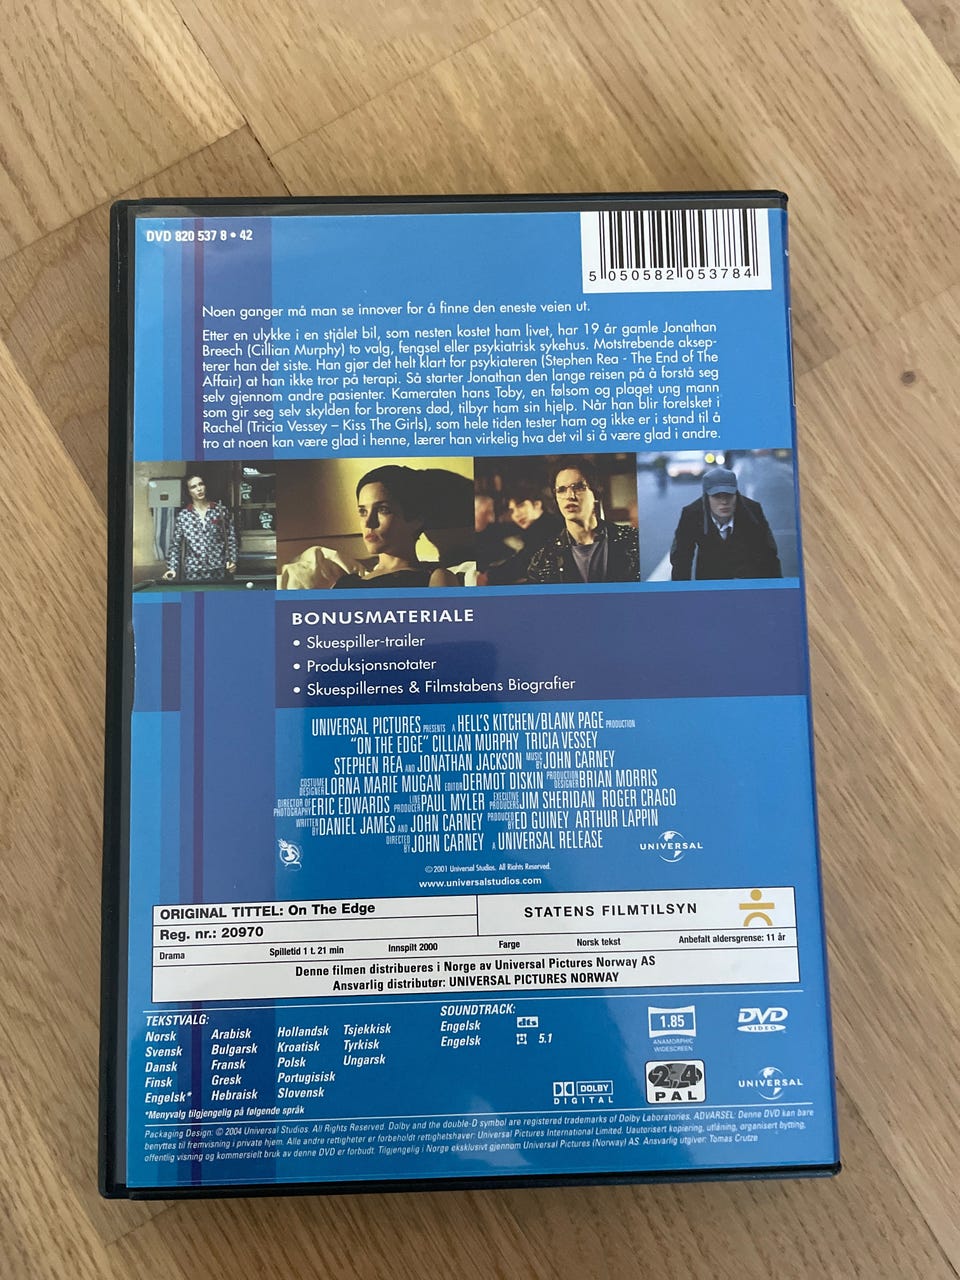 DVD 820 537 8 • 42
5 050582 053784
Noen ganger må man se innover for å finne den eneste veien ut.
Etter en ulykke i en stjålet bil, som nesten kostet ham livet, har 19 år gamle Jonathan
Breech (Cillian Murphy) to valg, fengsel eller psykiatrisk sykehus. Motstrebende aksep-
terer han det siste. Han gjør det helt klart for psykiateren (Stephen Rea - The End of The
Affair) at han ikke tror på terapi. Så starter Jonathan den lange reisen på å forstå seg
selv gjennom andre pasienter. Kameraten hans Toby, en følsom og plaget ung mann
som gir seg selv skylden for brorens død, tilbyr ham sin hjelp. Når han blir forelsket i
Rachel (Tricia Vessey – Kiss The Girls), som hele tiden tester ham og ikke er i stand til å
tro at noen kan være glad i henne, lærer han virkelig hva det vil si å være glad i andre.
BONUSMATERIALE
• Skuespiller-trailer
• Produksjonsnotater
• Skuespillernes & Filmstabens Biografier
UNIVERSAL PICTURES PRESENTS A HELL'S KITCHEN/BLANK PAGE PRODUCTION
"ON THE EDGE" CILLIAN MURPHY TRICIA VESSEY
STEPHEN REA AND JONATHAN JACKSON MUSIC BY JOHN CARNEY
COSTUME DESIGNER LORNA MARIE MUGAN EDITOR DERMOT DISKIN PRODUCTION DESIGNER BRIAN MORRIS
DIRECTOR OF PHOTOGRAPHY ERIC EDWARDS LINE PRODUCER PAUL MYLER EXECUTIVE PRODUCERS JIM SHERIDAN ROGER CRAGO
WRITTEN BY DANIEL JAMES AND JOHN CARNEY PRODUCED BY ED GUINEY ARTHUR LAPPIN
DIRECTED BY JOHN CARNEY A UNIVERSAL RELEASE
UNIVERSAL
©2001 Universal Studios. All Rights Reserved.
www.universalstudios.com
ORIGINAL TITTEL: On The Edge
STATENS FILMTILSYN
Reg. nr.: 20970
Drama Spilletid 1 t. 21 min Innspilt 2000 Farge Norsk tekst Anbefalt aldersgrense: 11 år
Denne filmen distribueres i Norge av Universal Pictures Norway AS
Ansvarlig distributør: UNIVERSAL PICTURES NORWAY
TEKSTVALG:
Norsk Arabisk Hollandsk Tsjekkisk
Svensk Bulgarsk Kroatisk Tyrkisk
Dansk Fransk Polsk Ungarsk
Finsk Gresk Portugisisk
Engelsk* Hebraisk Slovensk
*Menyvalg tilgjengelig på følgende språk
SOUNDTRACK:
Engelsk dts
Engelsk 5.1
1.85
ANAMORPHIC
WIDESCREEN
DVD
VIDEO
DOLBY
DIGITAL
2,4
PAL
UNIVERSAL
Packaging Design: © 2004 Universal Studios. All Rights Reserved. Dolby and the double-D symbol are registered trademarks of Dolby Laboratories. ADVARSEL: Denne DVD kan bare
benyttes til fremvisning i private hjem. Alle andre rettigheter er forbeholdt rettighetshaver: Universal Pictures International Limited. Uautorisert kopiering, utlåning, organisert bytting,
offentlig visning og kommersielt bruk av denne DVD er forbudt. Tilgjengelig i Norge eksklusivt gjennom Universal Pictures (Norway) AS. Ansvarlig utgiver: Tomas Crutze